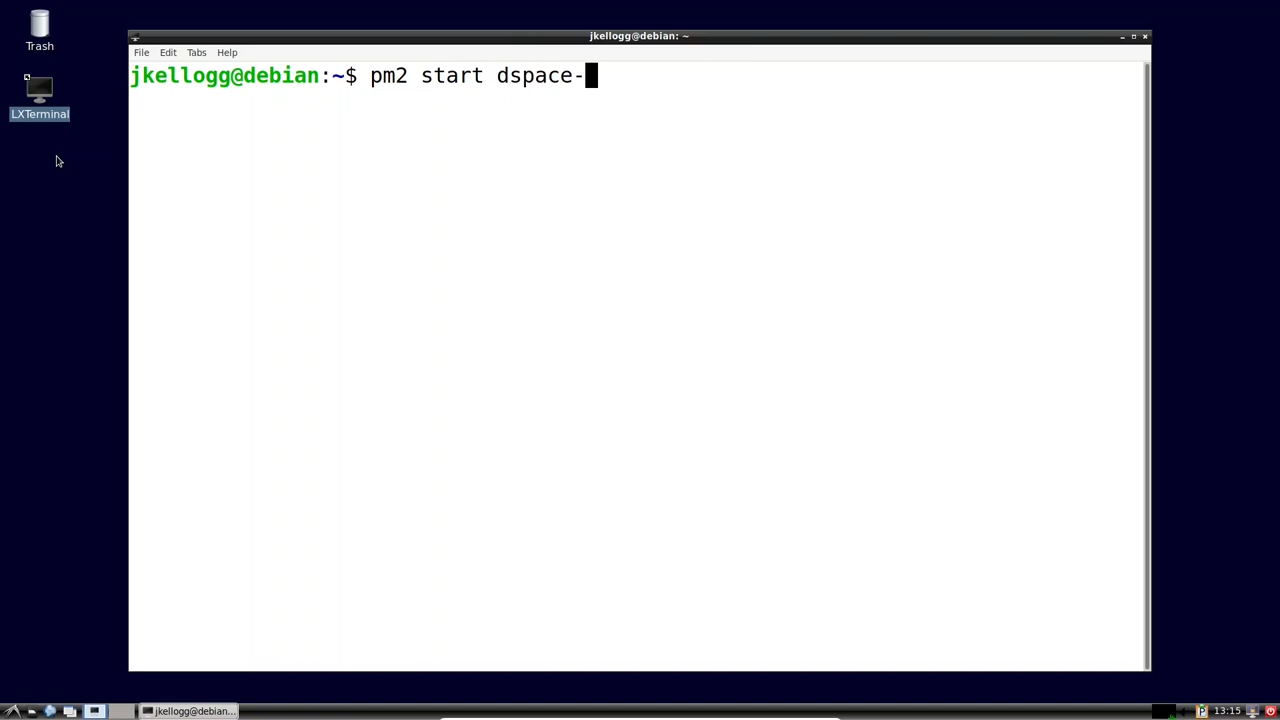 Trash
LXTerminal
jkellogg@debian: ~
File Edit Tabs Help
jkellogg@debian:~$ pm2 start dspace-
jkellogg@debian...
13:15